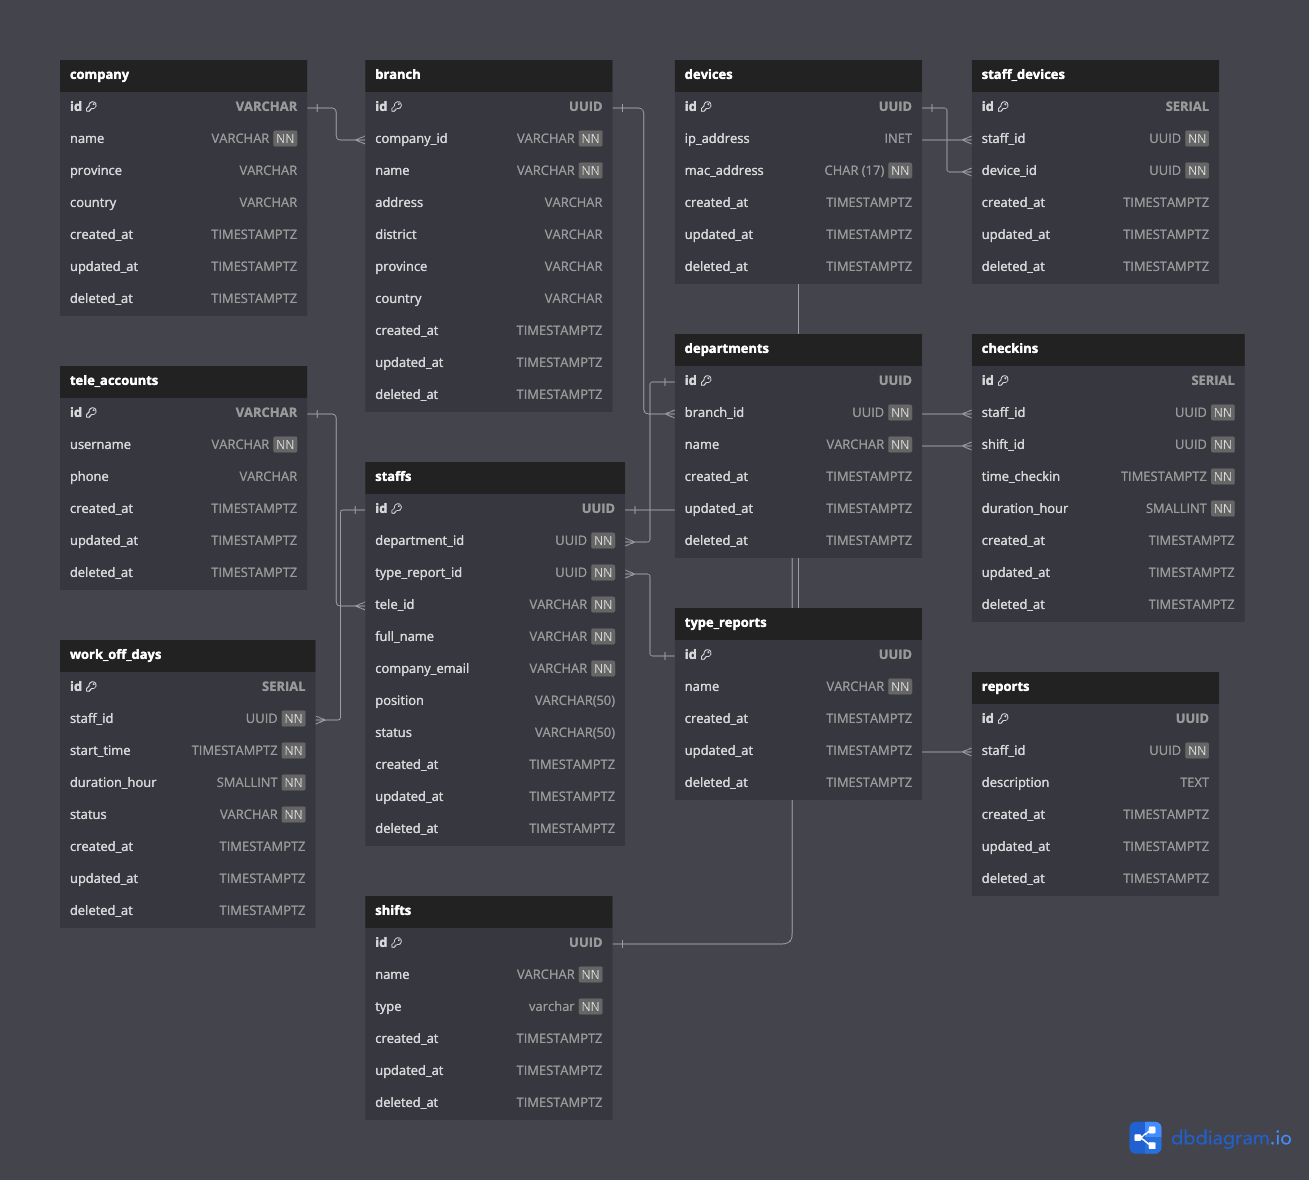 company
id VARCHAR
name VARCHAR NN
province VARCHAR
country VARCHAR
created_at TIMESTAMPTZ
updated_at TIMESTAMPTZ
deleted_at TIMESTAMPTZ
branch
id UUID
company_id VARCHAR NN
name VARCHAR NN
address VARCHAR
district VARCHAR
province VARCHAR
country VARCHAR
created_at TIMESTAMPTZ
updated_at TIMESTAMPTZ
deleted_at TIMESTAMPTZ
devices
id UUID
ip_address INET
mac_address CHAR (17) NN
created_at TIMESTAMPTZ
updated_at TIMESTAMPTZ
deleted_at TIMESTAMPTZ
staff_devices
id SERIAL
staff_id UUID NN
device_id UUID NN
created_at TIMESTAMPTZ
updated_at TIMESTAMPTZ
deleted_at TIMESTAMPTZ
tele_accounts
id VARCHAR
username VARCHAR NN
phone VARCHAR
created_at TIMESTAMPTZ
updated_at TIMESTAMPTZ
deleted_at TIMESTAMPTZ
staffs
id UUID
department_id UUID NN
type_report_id UUID NN
tele_id VARCHAR NN
full_name VARCHAR NN
company_email VARCHAR NN
position VARCHAR(50)
status VARCHAR(50)
created_at TIMESTAMPTZ
updated_at TIMESTAMPTZ
deleted_at TIMESTAMPTZ
departments
id UUID
branch_id UUID NN
name VARCHAR NN
created_at TIMESTAMPTZ
updated_at TIMESTAMPTZ
deleted_at TIMESTAMPTZ
checkins
id SERIAL
staff_id UUID NN
shift_id UUID NN
time_checkin TIMESTAMPTZ NN
duration_hour SMALLINT NN
created_at TIMESTAMPTZ
updated_at TIMESTAMPTZ
deleted_at TIMESTAMPTZ
work_off_days
id SERIAL
staff_id UUID NN
start_time TIMESTAMPTZ NN
duration_hour SMALLINT NN
status VARCHAR NN
created_at TIMESTAMPTZ
updated_at TIMESTAMPTZ
deleted_at TIMESTAMPTZ
type_reports
id UUID
name VARCHAR NN
created_at TIMESTAMPTZ
updated_at TIMESTAMPTZ
deleted_at TIMESTAMPTZ
reports
id UUID
staff_id UUID NN
description TEXT
created_at TIMESTAMPTZ
updated_at TIMESTAMPTZ
deleted_at TIMESTAMPTZ
shifts
id UUID
name VARCHAR NN
type varchar NN
created_at TIMESTAMPTZ
updated_at TIMESTAMPTZ
deleted_at TIMESTAMPTZ
dbdiagram.io